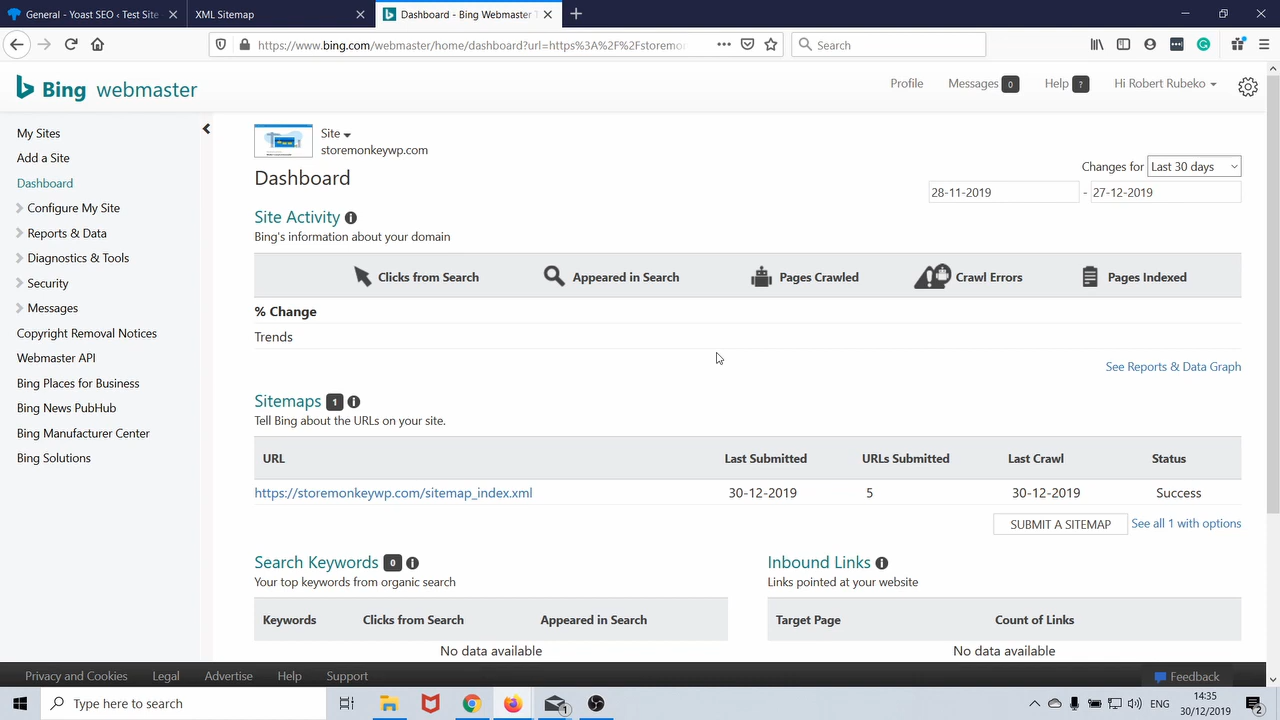 General - Yoast SEO ‹ Test Site
XML Sitemap
Dashboard - Bing Webmaster T
https://www.bing.com/webmaster/home/dashboard?url=https%3A%2F%2Fstoremo
Search
Bing webmaster
Profile
Messages 0
Help ?
Hi Robert Rubeko
My Sites
Add a Site
Dashboard
Configure My Site
Reports & Data
Diagnostics & Tools
Security
Messages
Copyright Removal Notices
Webmaster API
Bing Places for Business
Bing News PubHub
Bing Manufacturer Center
Bing Solutions
Site
storemonkeywp.com
Dashboard
Changes for Last 30 days
28-11-2019 - 27-12-2019
Site Activity
Bing's information about your domain
Clicks from Search Appeared in Search Pages Crawled Crawl Errors Pages Indexed
% Change
Trends
See Reports & Data Graph
Sitemaps 1
Tell Bing about the URLs on your site.
URL Last Submitted URLs Submitted Last Crawl Status
https://storemonkeywp.com/sitemap_index.xml 30-12-2019 5 30-12-2019 Success
SUBMIT A SITEMAP See all 1 with options
Search Keywords 0
Your top keywords from organic search
Keywords Clicks from Search Appeared in Search
No data available
Inbound Links
Links pointed at your website
Target Page Count of Links
No data available
Privacy and Cookies Legal Advertise Help Support
Feedback
Type here to search
1
ENG
14:35
30/12/2019
2